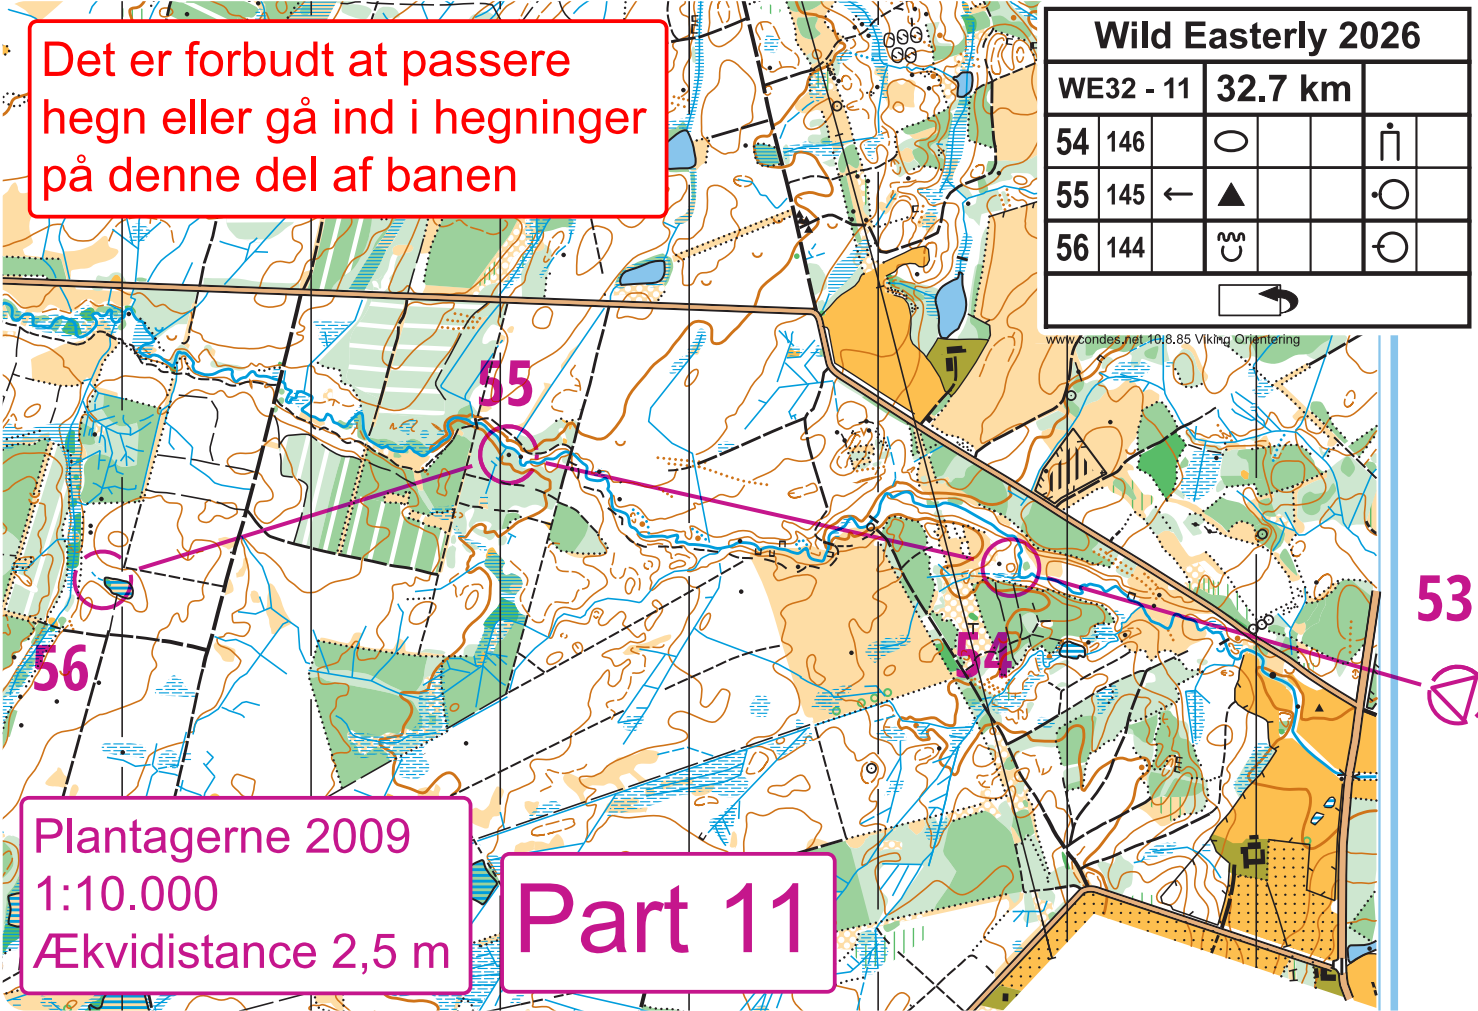 Det er forbudt at passere
hegn eller gå ind i hegninger
på denne del af banen
Wild Easterly 2026
WE32 - 11 32.7 km
54 146
55 145
56 144
www.condes.net 10.8.85 Viking Orientering
55
53
54
56
Plantagerne 2009
1:10.000
Ækvidistance 2,5 m
Part 11